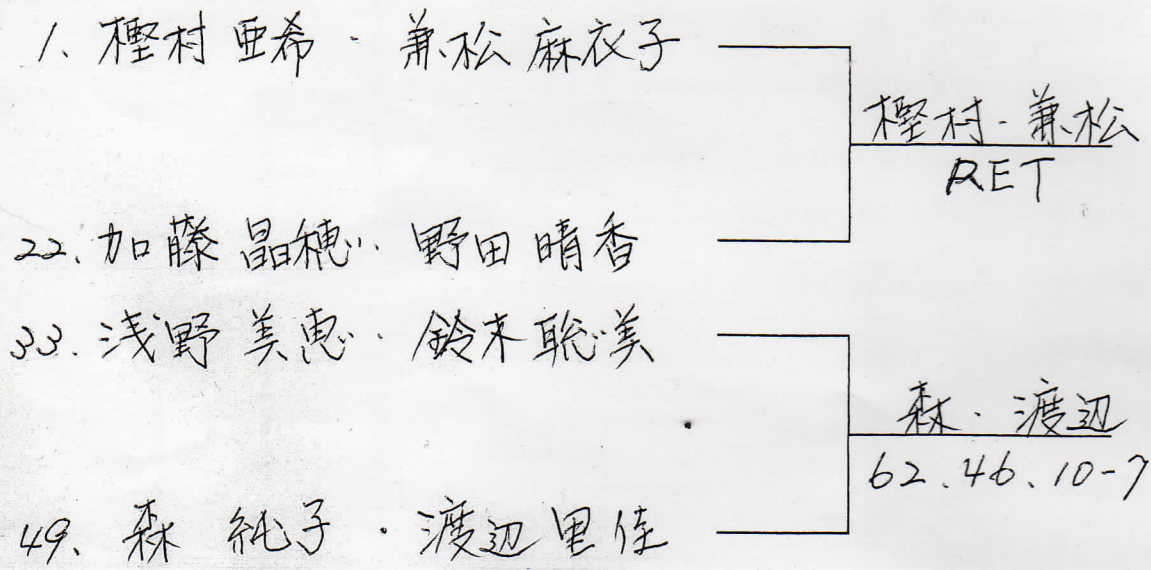 1、樫村 亜希・兼松 麻衣子
樫村・兼松
RET
22、加藤 晶穂・野田 晴香
33、浅野 美恵・鈴木 聡美
森・渡辺
62、46、10-7
49、森 純子・渡辺 里佳